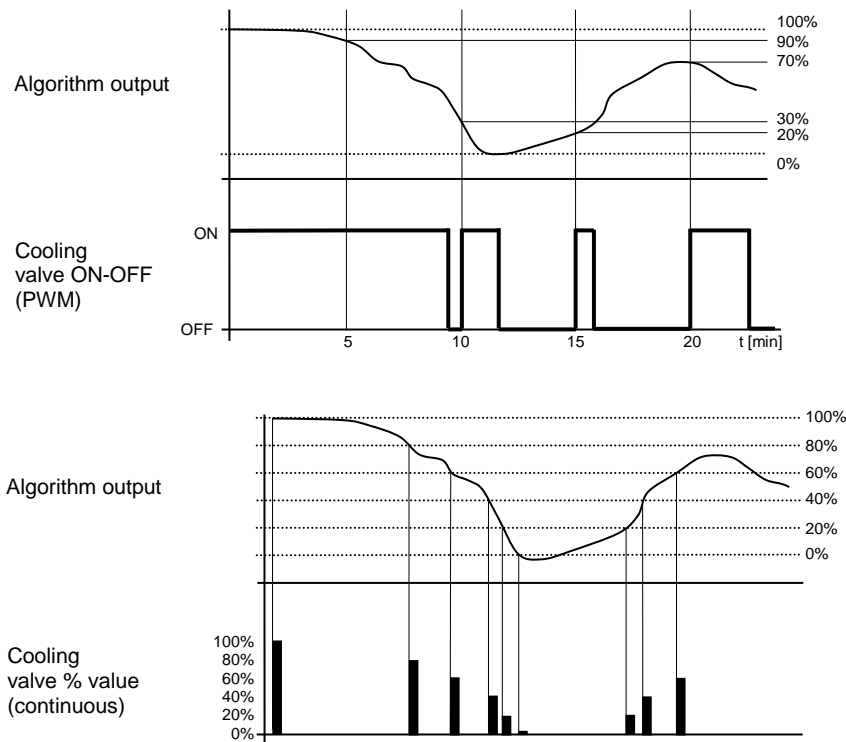 100%
90%
70%
Algorithm output
30%
20%
0%
ON
Cooling
valve ON-OFF
(PWM)
OFF
5 10 15 20 t [min]
100%
80%
60%
Algorithm output
40%
20%
0%
100%
Cooling
80%
valve % value
60%
(continuous)
40%
20%
0%